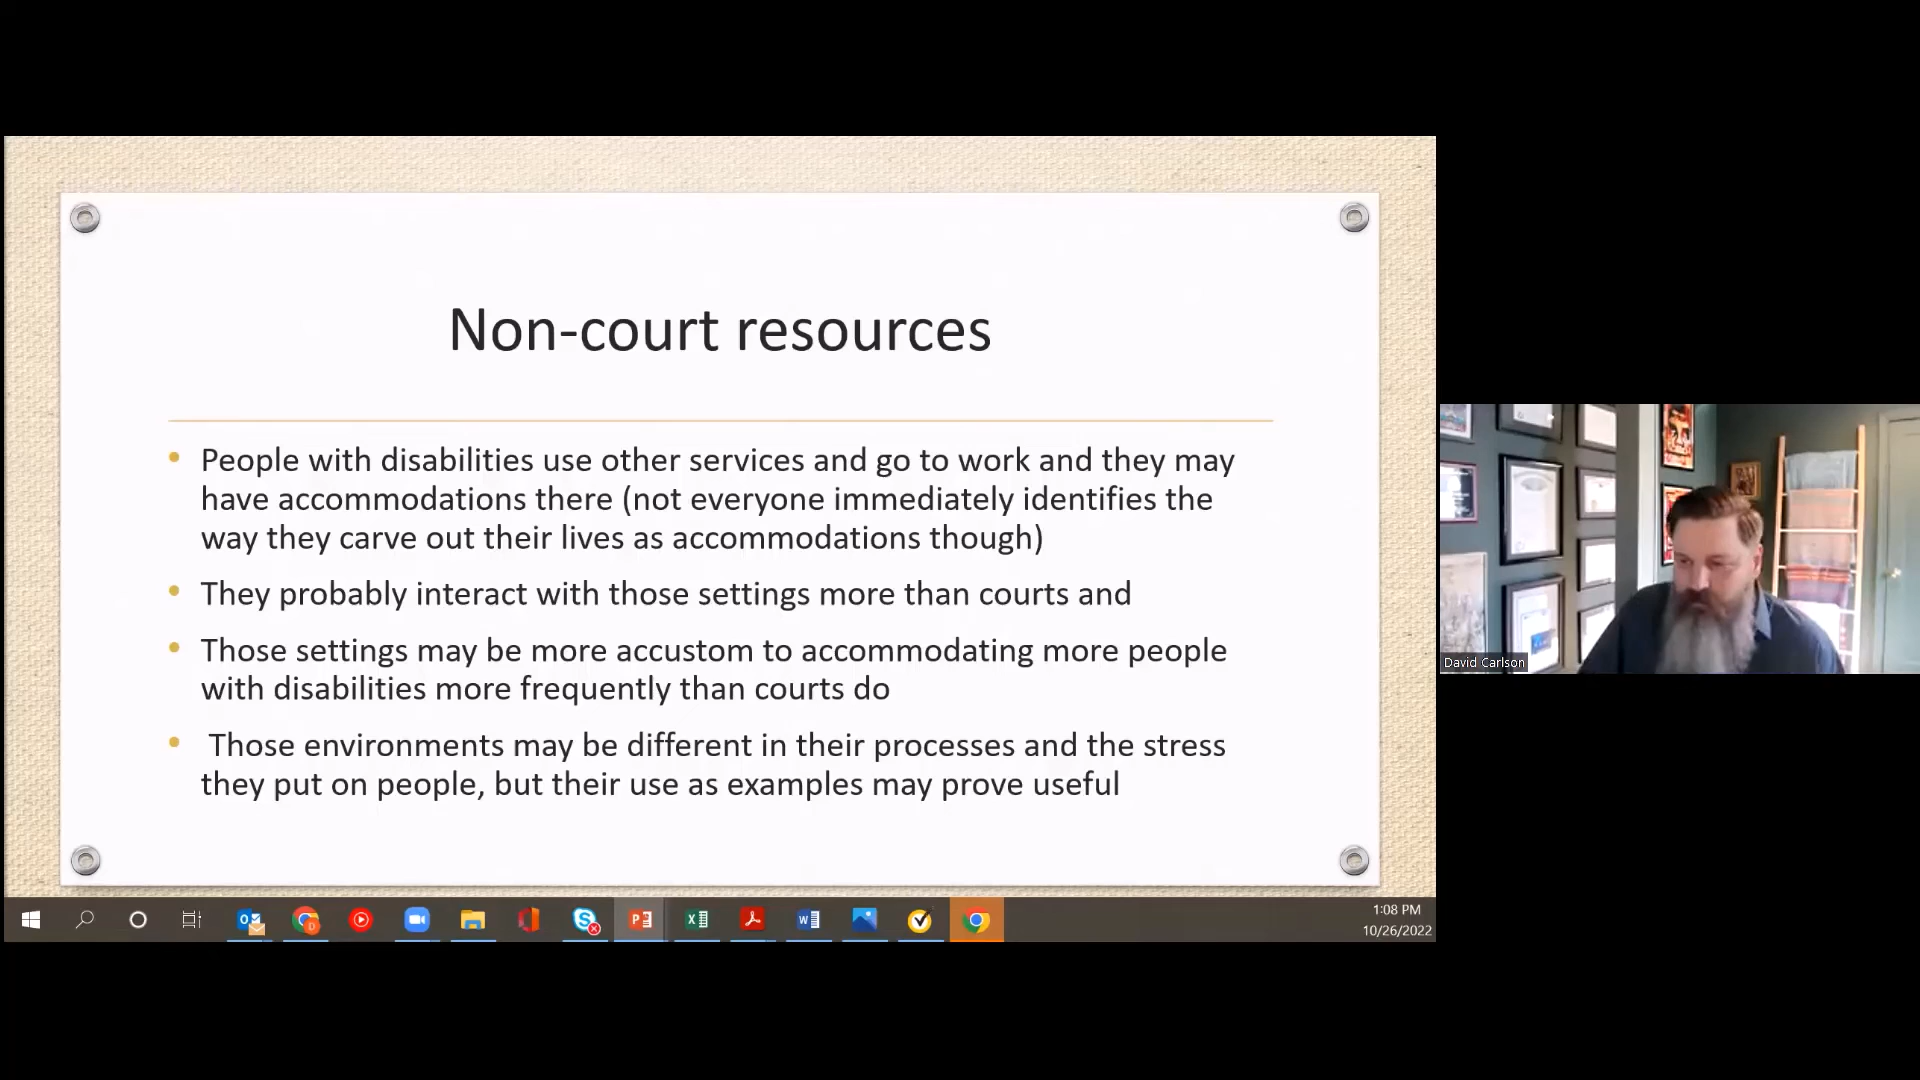 Non-court resources
• People with disabilities use other services and go to work and they may
have accommodations there (not everyone immediately identifies the
way they carve out their lives as accommodations though)
• They probably interact with those settings more than courts and
• Those settings may be more accustom to accommodating more people
with disabilities more frequently than courts do
• Those environments may be different in their processes and the stress
they put on people, but their use as examples may prove useful
David Carlson
1:08 PM
10/26/2022